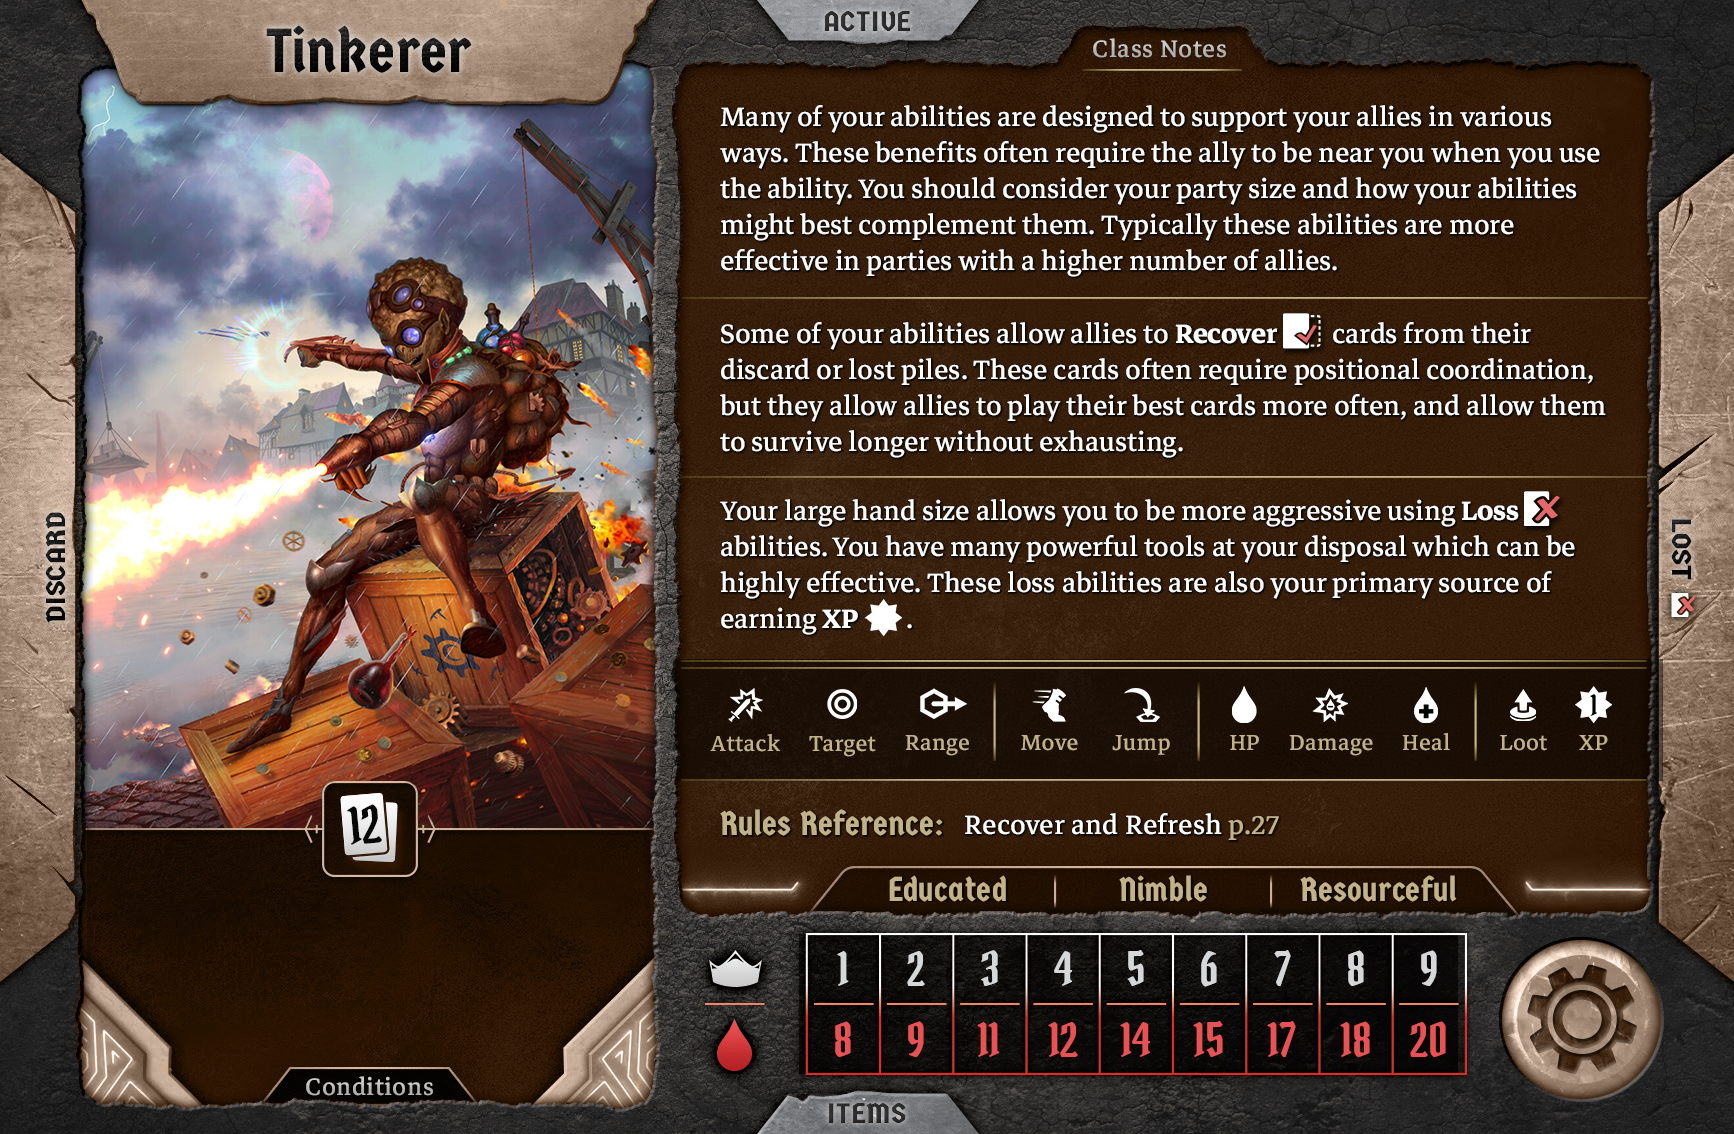 Tinkerer
ACTIVE
Class Notes
Many of your abilities are designed to support your allies in various
ways. These benefits often require the ally to be near you when you use
the ability. You should consider your party size and how your abilities
might best complement them. Typically these abilities are more
effective in parties with a higher number of allies.
Some of your abilities allow allies to Recover cards from their
discard or lost piles. These cards often require positional coordination,
but they allow allies to play their best cards more often, and allow them
to survive longer without exhausting.
Your large hand size allows you to be more aggressive using Loss
abilities. You have many powerful tools at your disposal which can be
highly effective. These loss abilities are also your primary source of
earning XP .
1
Attack Target Range Move Jump HP Damage Heal Loot XP
Rules Reference: Recover and Refresh p.27
Educated Nimble Resourceful
1 2 3 4 5 6 7 8 9
8 9 11 12 14 15 17 18 20
12
Conditions
DISCARD
LOST
ITEMS